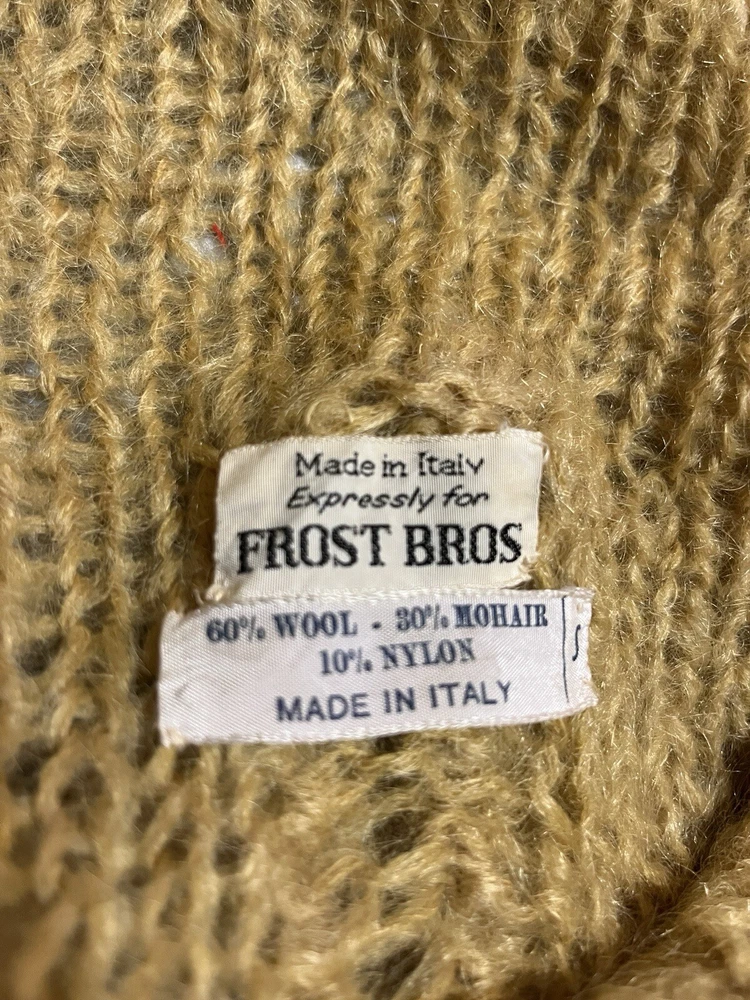 Made in Italy
Expressly for
FROST BROS
60% WOOL - 30% MOHAIR
10% NYLON
MADE IN ITALY
S